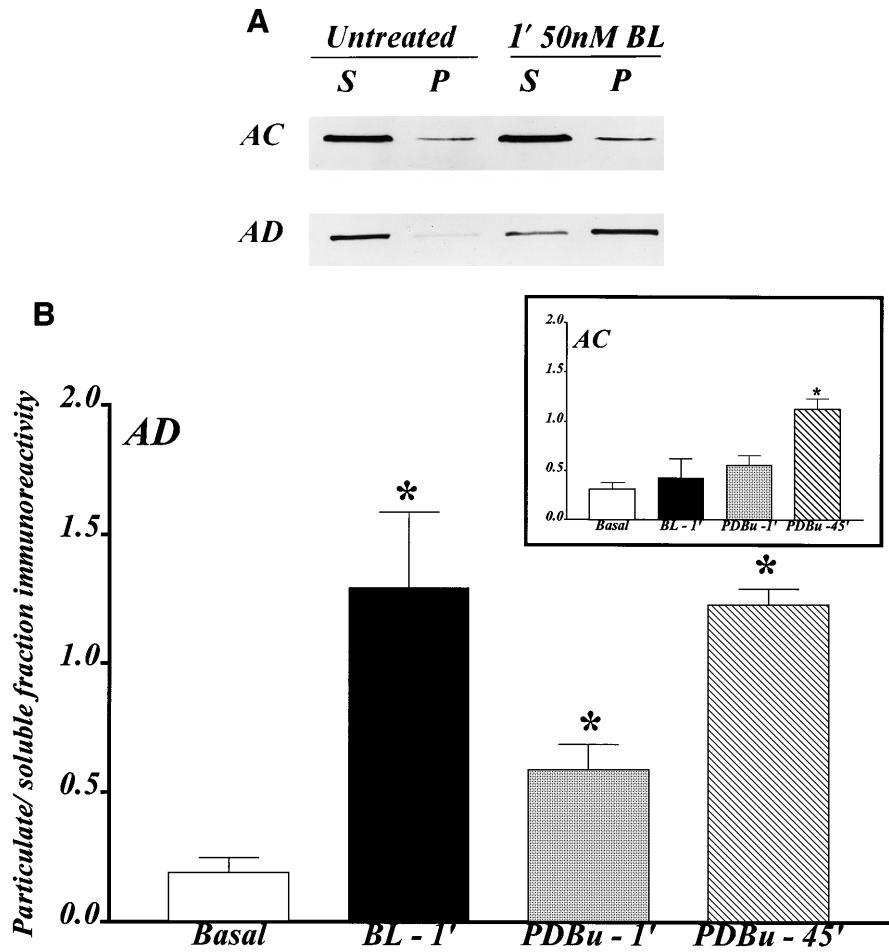 A
Untreated 1' 50nM BL
S P S P
AC
AD
B
Particulate/ soluble fraction immunoreactivity
2.0
1.5
1.0
0.5
0.0
AD
*
*
*
Basal BL - 1' PDBu - 1' PDBu - 45'
AC
2.0
1.5
1.0
0.5
0.0
*
Basal BL - 1' PDBu -1' PDBu -45'